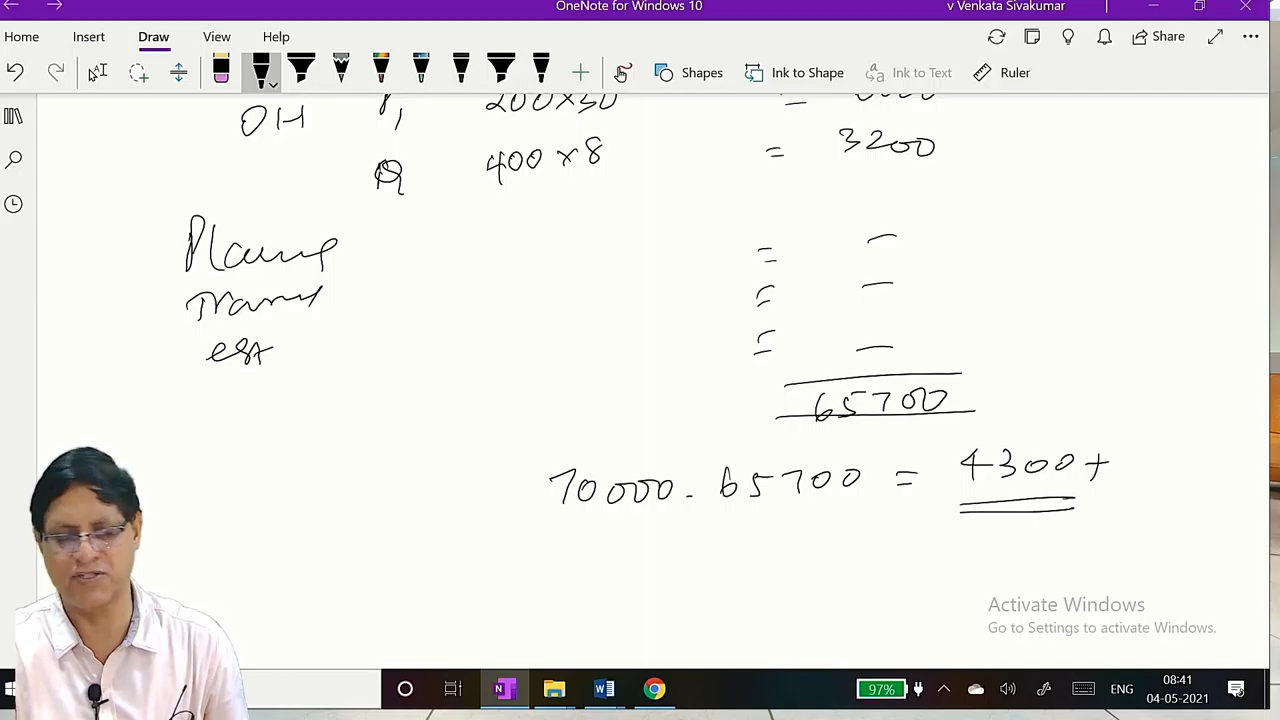 OneNote for Windows 10
v Venkata Sivakumar
Home Insert Draw View Help
Share
Shapes Ink to Shape Ink to Text Ruler
OH P, 200x30 =
Q 400 x 8 = 3200
= -
= -
est = -
65700
70000 - 65700 = 4300 +
Activate Windows
Go to Settings to activate Windows.
97% ENG 08:41
04-05-2021